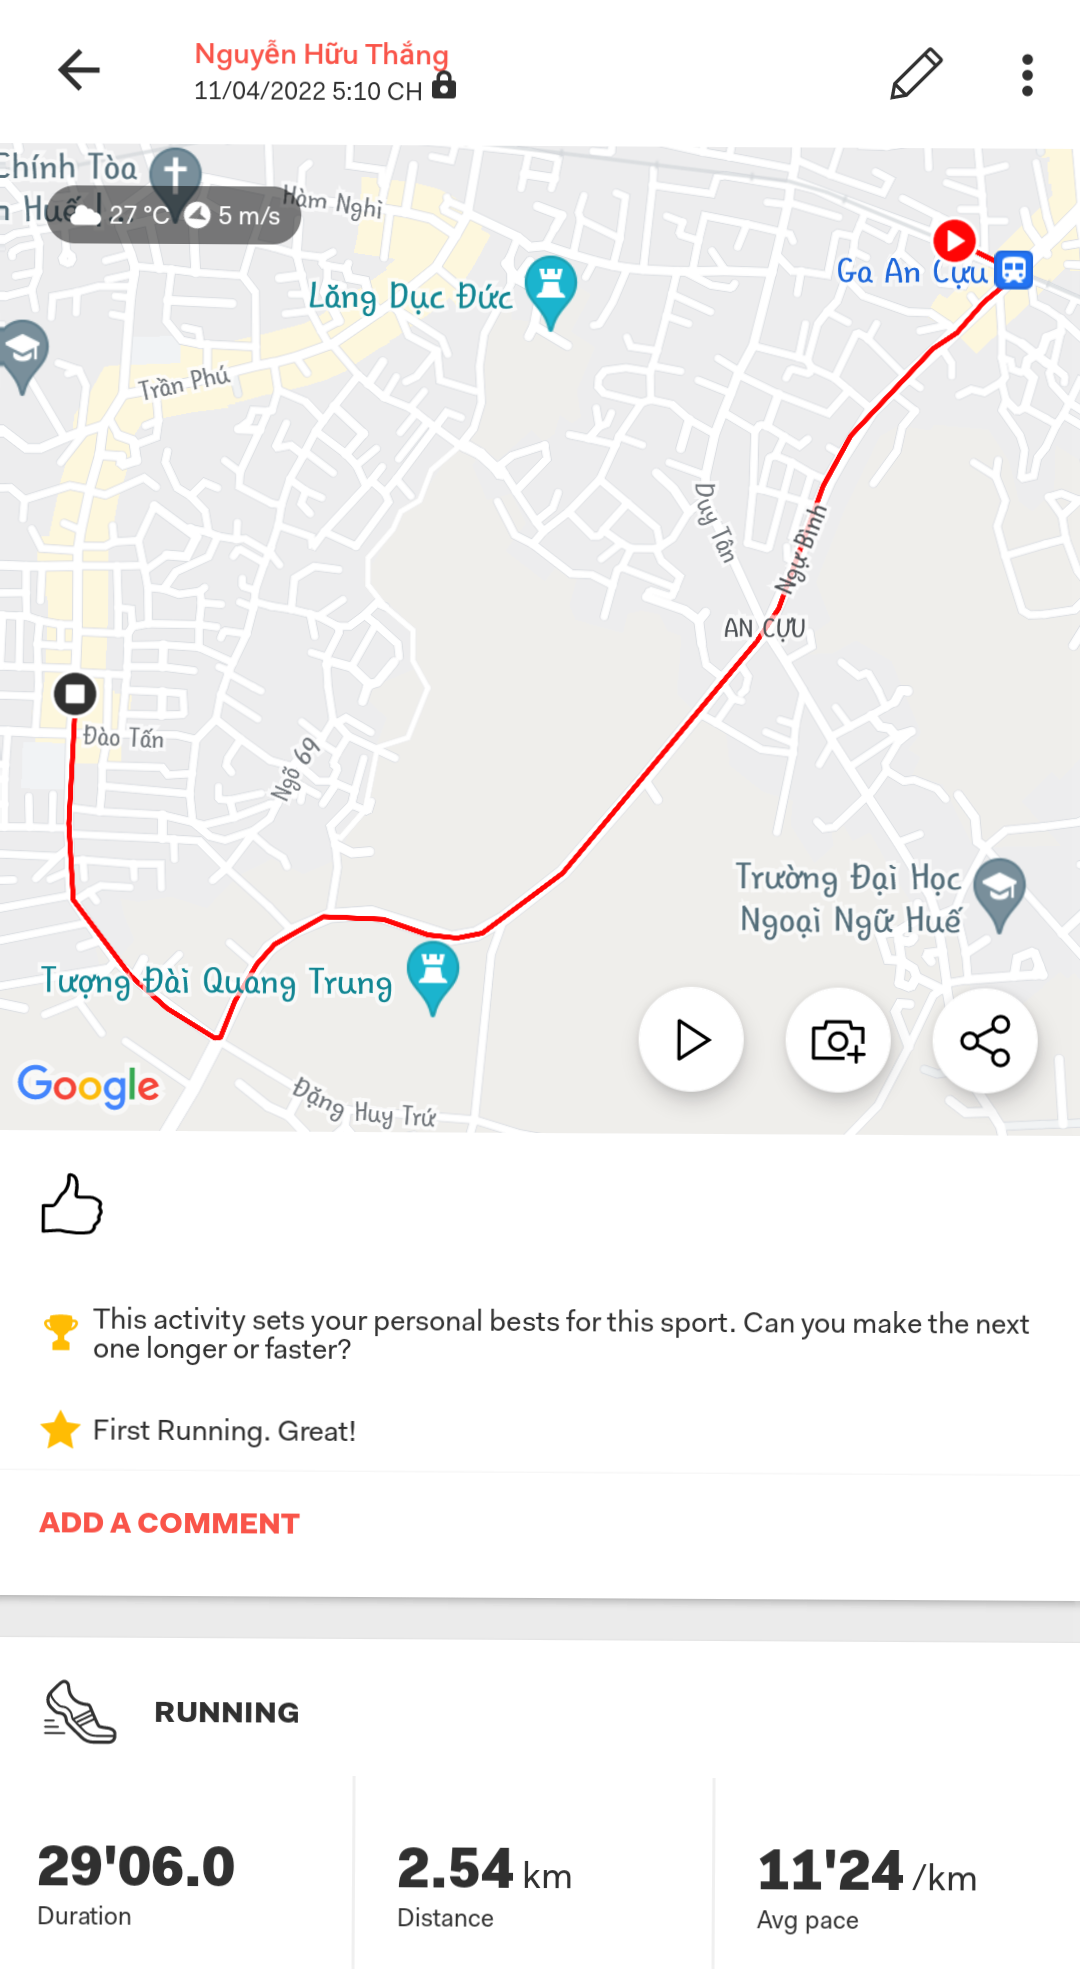 Nguyễn Hữu Thắng
11/04/2022 5:10 CH
Chính Tòa
n Huế
27 °C 5 m/s
Hàm Nghi
Ga An Cựu
Lăng Dục Đức
Trần Phú
Duy Tân
Ngự Bình
AN CỰU
Đào Tấn
Ngõ 69
Trường Đại Học
Ngoại Ngữ Huế
Tượng Đài Quang Trung
Google
Đặng Huy Trứ
This activity sets your personal bests for this sport. Can you make the next
one longer or faster?
First Running. Great!
ADD A COMMENT
RUNNING
29'06.0
Duration
2.54 km
Distance
11'24 /km
Avg pace